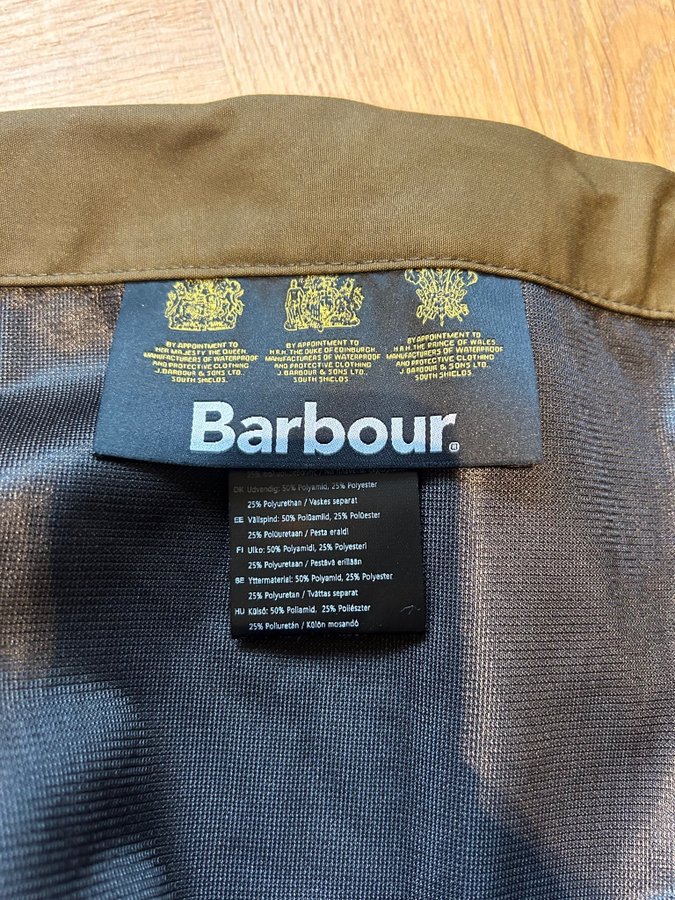 BY APPOINTMENT TO
HER MAJESTY THE QUEEN.
MANUFACTURERS OF WATERPROOF
AND PROTECTIVE CLOTHING
J. BARBOUR & SONS LTD.,
SOUTH SHIELDS.
BY APPOINTMENT TO
H.R.H. THE DUKE OF EDINBURGH.
MANUFACTURERS OF WATERPROOF
AND PROTECTIVE CLOTHING
J. BARBOUR & SONS LTD.,
SOUTH SHIELDS.
BY APPOINTMENT TO
H.R.H. THE PRINCE OF WALES.
MANUFACTURERS OF WATERPROOF
AND PROTECTIVE CLOTHING
J. BARBOUR & SONS LTD.,
SOUTH SHIELDS.
Barbour®
DK Udvendig: 50% Polyamid, 25% Polyester
25% Polyurethan / Vaskes separat
EE Välispind: 50% Polüamiid, 25% Polüester
25% Polüuretaan / Pesta eraldi
FI Ulko: 50% Polyamidi, 25% Polyesteri
25% Polyuretaan / Pestävä erillään
SE Yttermaterial: 50% Polyamid, 25% Polyester,
25% Polyuretan / Tvättas separat
HU Külső: 50% Poliamid, 25% Poliészter
25% Poliuretán / Külön mosandó